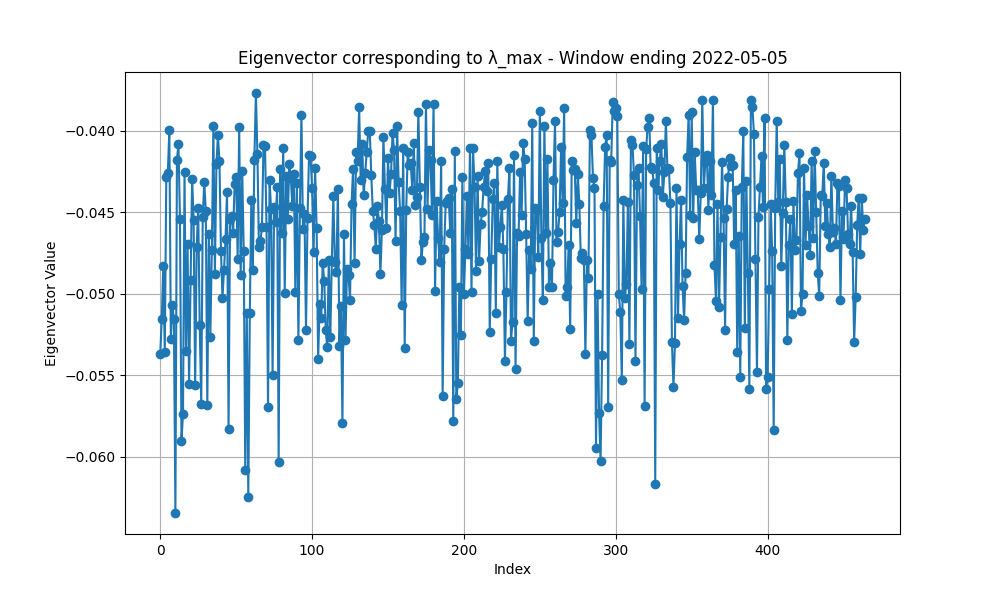 Eigenvector corresponding to λ_max - Window ending 2022-05-05
−0.040
−0.045
−0.050
−0.055
−0.060
Eigenvector Value
0 100 200 300 400
Index